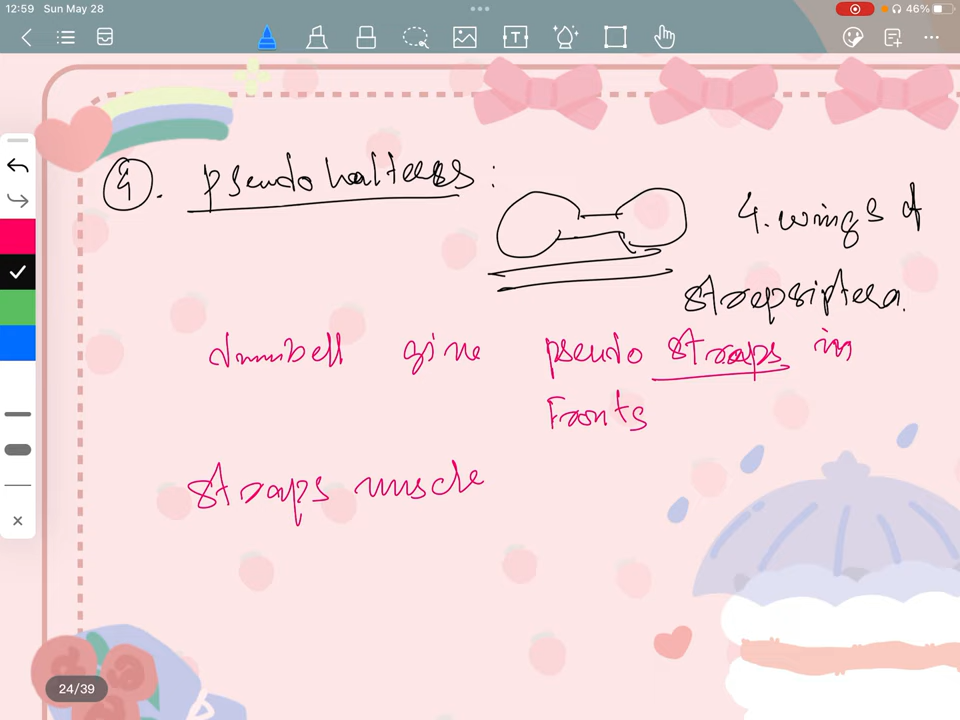 12:59 Sun May 28
46%
T
4. pseudo halteres :
4. wings of
strepsiptera.
dumbell give pseudo straps in
Fronts
straps muscle
24/39